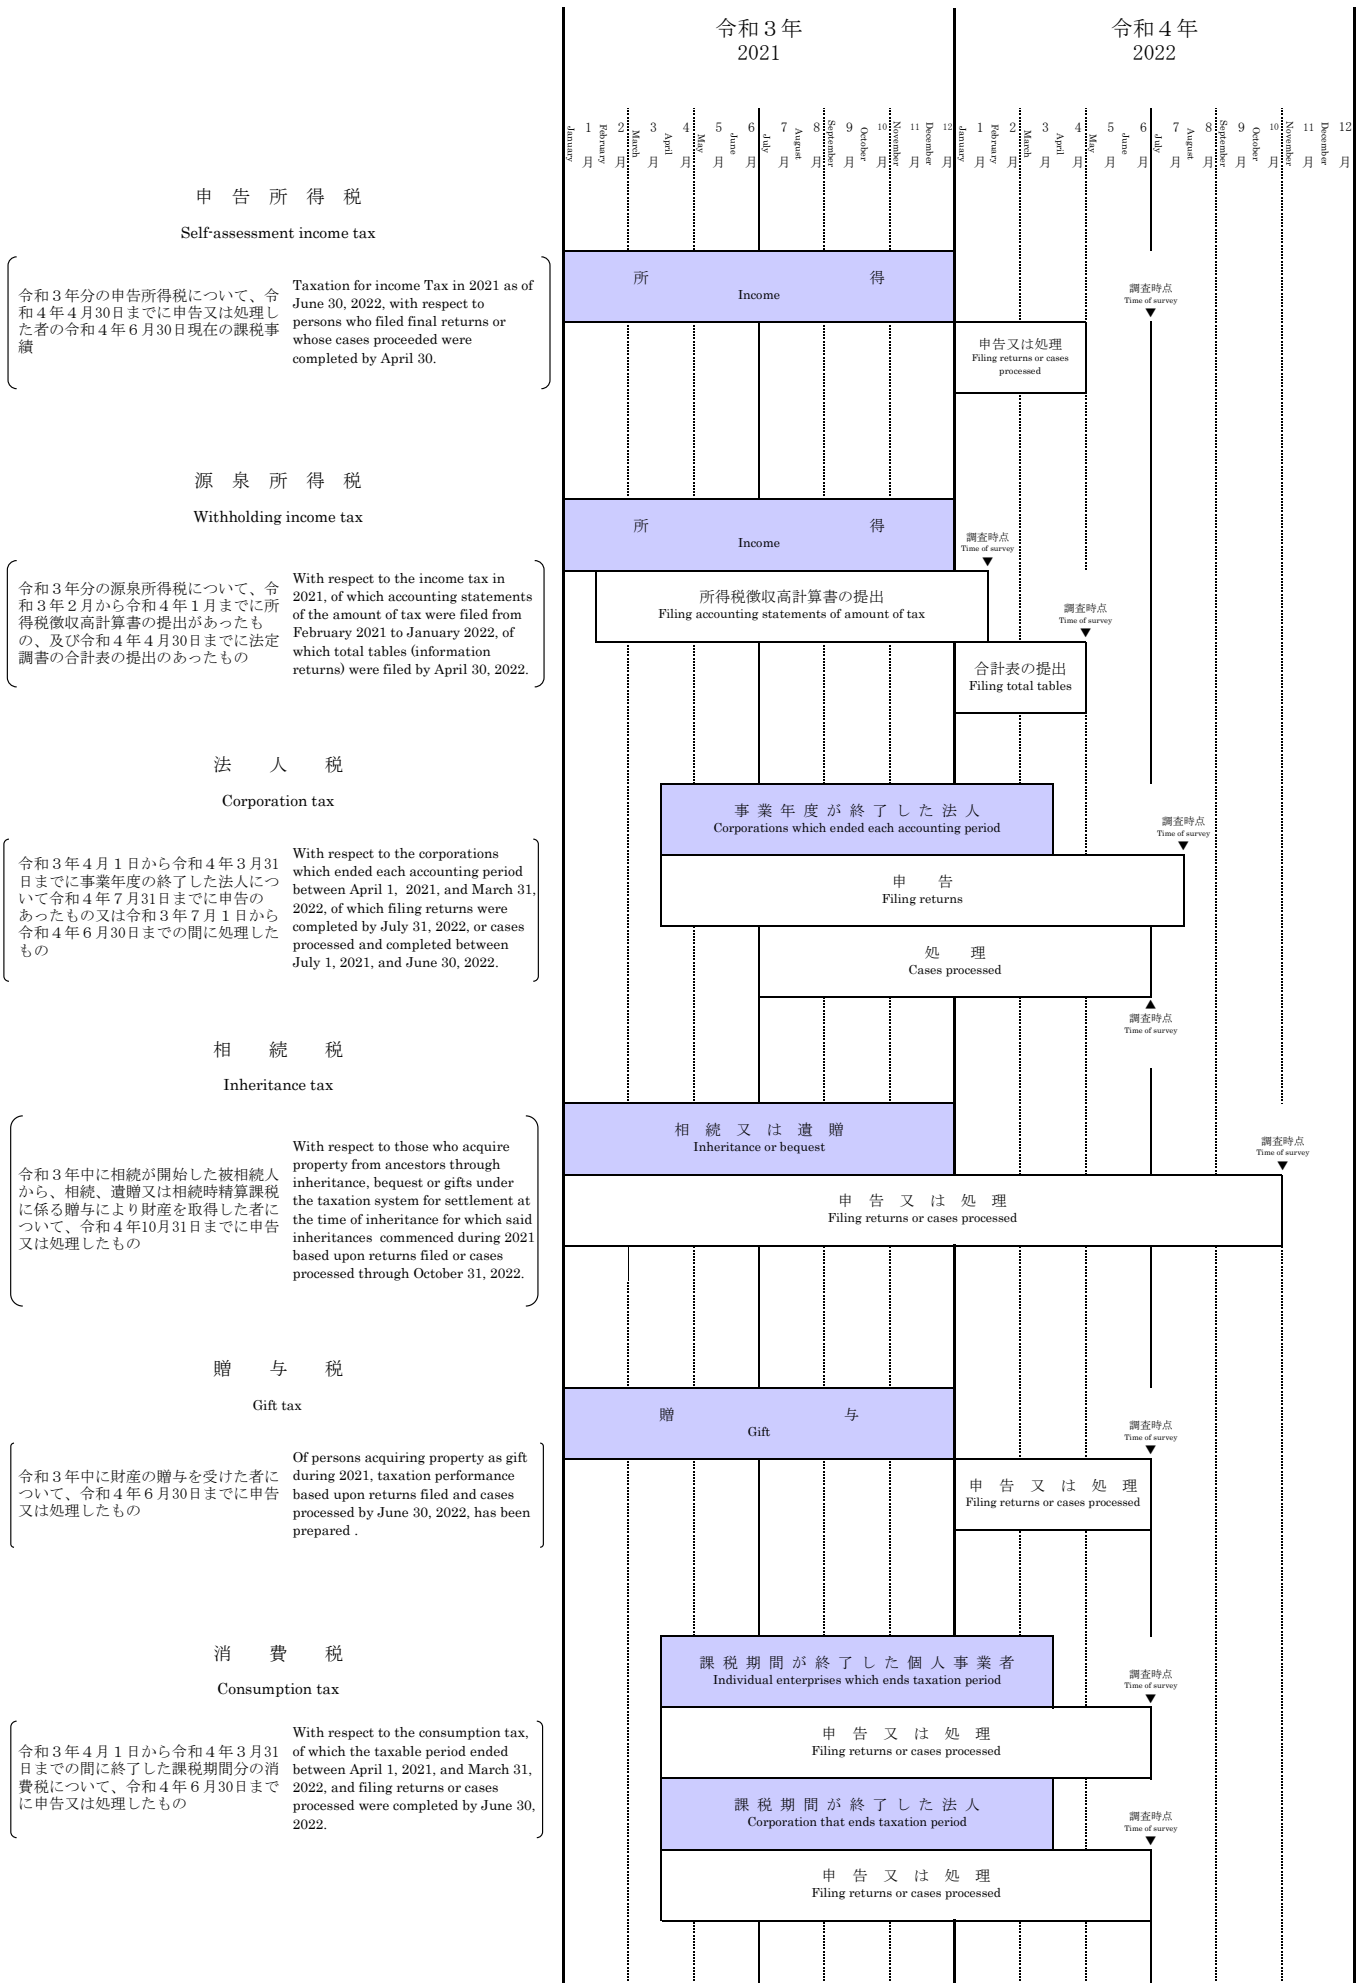 令和３年
2021
令和４年
2022
January 1月 February 2月 March 3月 April 4月 May 5月 June 6月 July 7月 August 8月 September 9月 October 10月 November 11月 December 12月
January 1月 February 2月 March 3月 April 4月 May 5月 June 6月 July 7月 August 8月 September 9月 October 10月 November 11月 December 12月
申告所得税
Self-assessment income tax
令和３年分の申告所得税について、令
和４年４月30日までに申告又は処理し
た者の令和４年６月30日現在の課税事
績
Taxation for income Tax in 2021 as of
June 30, 2022, with respect to
persons who filed final returns or
whose cases proceeded were
completed by April 30.
所得
Income
調査時点
Time of survey
▼
申告又は処理
Filing returns or cases
processed
源泉所得税
Withholding income tax
令和３年分の源泉所得税について、令
和３年２月から令和４年１月までに所
得税徴収高計算書の提出があったも
の、及び令和４年４月30日までに法定
調書の合計表の提出のあったもの
With respect to the income tax in
2021, of which accounting statements
of the amount of tax were filed from
February 2021 to January 2022, of
which total tables (information
returns) were filed by April 30, 2022.
所得
Income
調査時点
Time of survey
▼
所得税徴収高計算書の提出
Filing accounting statements of amount of tax
調査時点
Time of survey
▼
合計表の提出
Filing total tables
法人税
Corporation tax
令和３年４月１日から令和４年３月31
日までに事業年度の終了した法人につ
いて令和４年７月31日までに申告の
あったもの又は令和３年７月１日から
令和４年６月30日までの間に処理した
もの
With respect to the corporations
which ended each accounting period
between April 1, 2021, and March 31,
2022, of which filing returns were
completed by July 31, 2022, or cases
processed and completed between
July 1, 2021, and June 30, 2022.
事業年度が終了した法人
Corporations which ended each accounting period
調査時点
Time of survey
▼
申告
Filing returns
処理
Cases processed
▲
調査時点
Time of survey
相続税
Inheritance tax
令和３年中に相続が開始した被相続人
から、相続、遺贈又は相続時精算課税
に係る贈与により財産を取得した者に
ついて、令和４年10月31日までに申告
又は処理したもの
With respect to those who acquire
property from ancestors through
inheritance, bequest or gifts under
the taxation system for settlement at
the time of inheritance for which said
inheritances commenced during 2021
based upon returns filed or cases
processed through October 31, 2022.
相続又は遺贈
Inheritance or bequest
調査時点
Time of survey
▼
申告又は処理
Filing returns or cases processed
贈与税
Gift tax
令和３年中に財産の贈与を受けた者に
ついて、令和４年６月30日までに申告
又は処理したもの
Of persons acquiring property as gift
during 2021, taxation performance
based upon returns filed and cases
processed by June 30, 2022, has been
prepared .
贈与
Gift
調査時点
Time of survey
▼
申告又は処理
Filing returns or cases processed
消費税
Consumption tax
令和３年４月１日から令和４年３月31
日までの間に終了した課税期間分の消
費税について、令和４年６月30日まで
に申告又は処理したもの
With respect to the consumption tax,
of which the taxable period ended
between April 1, 2021, and March 31,
2022, and filing returns or cases
processed were completed by June 30,
2022.
課税期間が終了した個人事業者
Individual enterprises which ends taxation period
調査時点
Time of survey
▼
申告又は処理
Filing returns or cases processed
課税期間が終了した法人
Corporation that ends taxation period
調査時点
Time of survey
▼
申告又は処理
Filing returns or cases processed